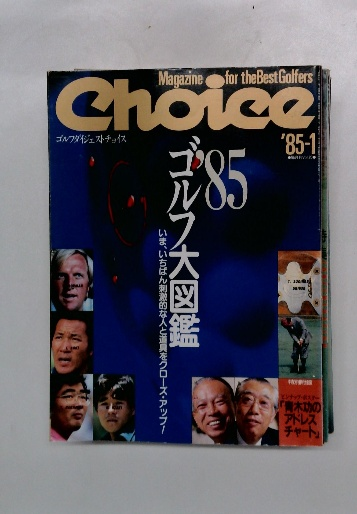 Magazine for the Best Golfers
Choice
ゴルフダイジェストチョイス
'85-1
ゴルフ'85大図鑑
いま、いちばん刺激的な人と道具をクローズ・アップ!
「青木功の
アドレス
チャート」